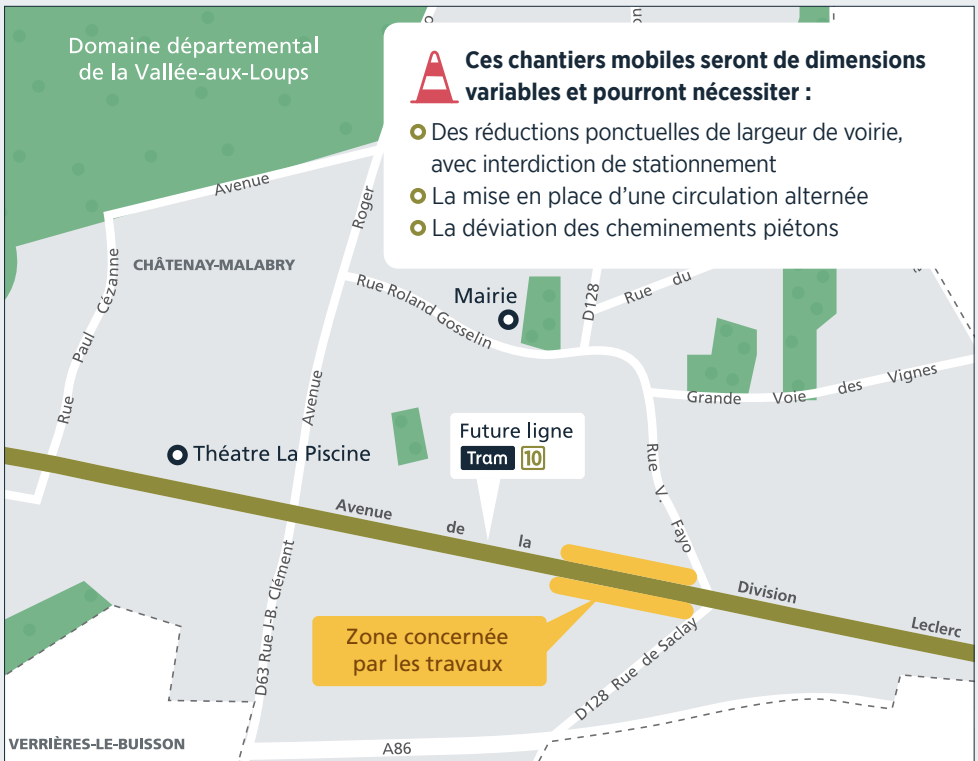 Domaine départemental
de la Vallée-aux-Loups
Ces chantiers mobiles seront de dimensions
variables et pourront nécessiter :
Des réductions ponctuelles de largeur de voirie,
avec interdiction de stationnement
La mise en place d’une circulation alternée
La déviation des cheminements piétons
Avenue
Roger
CHÂTENAY-MALABRY
Rue Paul Cézanne
Rue Roland Gosselin
Mairie
D128
Rue du
Grande Voie des Vignes
Avenue
Théatre La Piscine
Future ligne
Tram 10
Rue V. Fayo
Avenue de la Division Leclerc
Zone concernée
par les travaux
D63 Rue J-B. Clément
D128 Rue de Saclay
VERRIÈRES-LE-BUISSON
A86